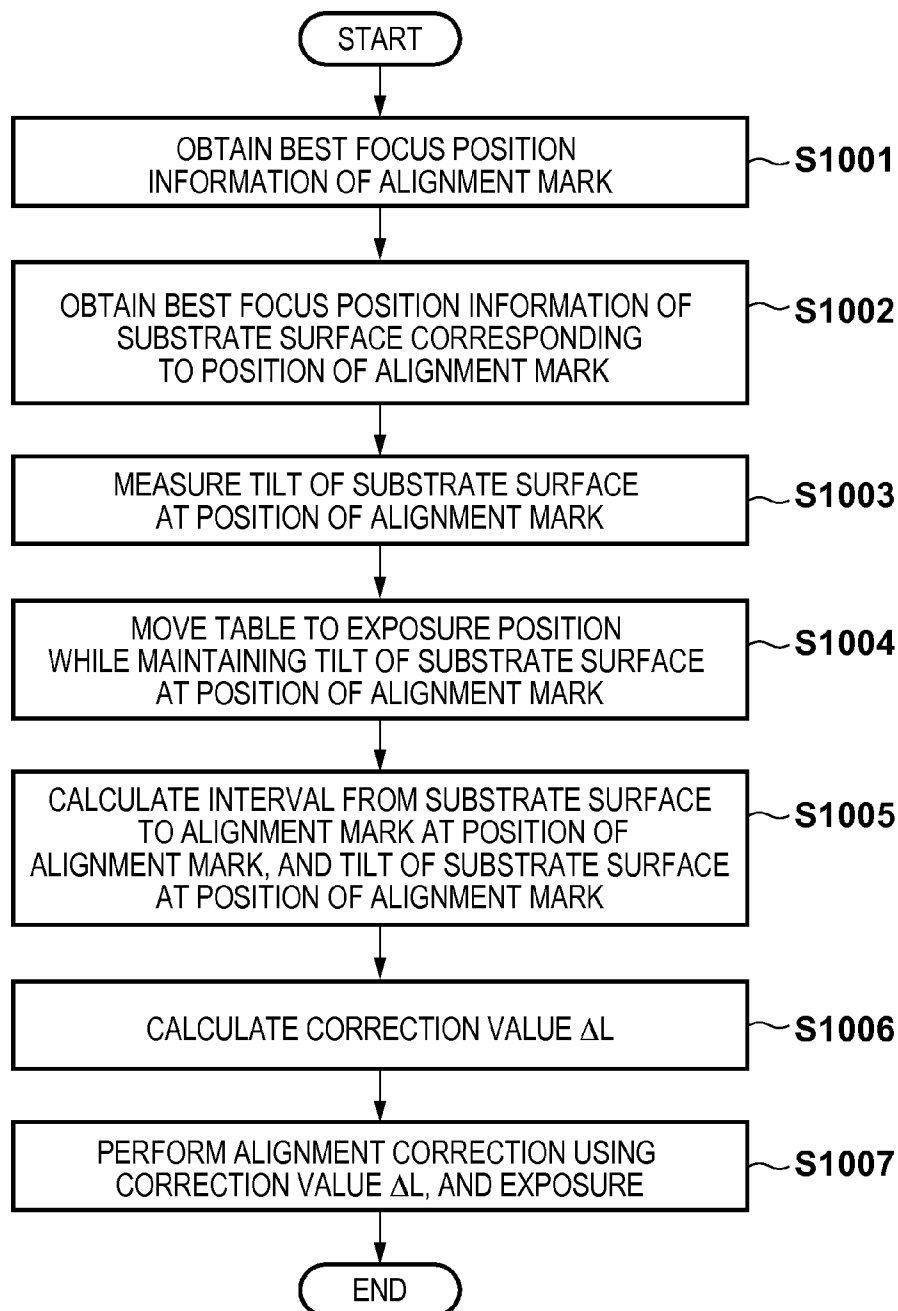 START
OBTAIN BEST FOCUS POSITION
INFORMATION OF ALIGNMENT MARK
S1001
OBTAIN BEST FOCUS POSITION INFORMATION OF
SUBSTRATE SURFACE CORRESPONDING
TO POSITION OF ALIGNMENT MARK
S1002
MEASURE TILT OF SUBSTRATE SURFACE
AT POSITION OF ALIGNMENT MARK
S1003
MOVE TABLE TO EXPOSURE POSITION
WHILE MAINTAINING TILT OF SUBSTRATE SURFACE
AT POSITION OF ALIGNMENT MARK
S1004
CALCULATE INTERVAL FROM SUBSTRATE SURFACE
TO ALIGNMENT MARK AT POSITION OF
ALIGNMENT MARK, AND TILT OF SUBSTRATE SURFACE
AT POSITION OF ALIGNMENT MARK
S1005
CALCULATE CORRECTION VALUE ΔL
S1006
PERFORM ALIGNMENT CORRECTION USING
CORRECTION VALUE ΔL, AND EXPOSURE
S1007
END